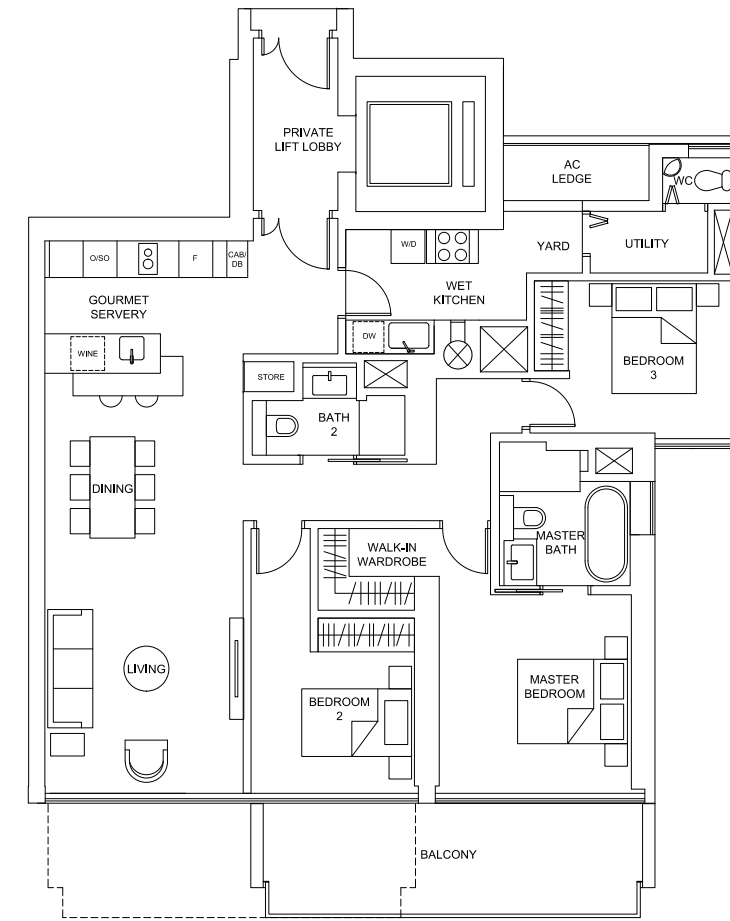 PRIVATE
LIFT LOBBY
AC
LEDGE
WC
O/SO
F
CAB/
DB
W/D
YARD
UTILITY
GOURMET
SERVERY
WET
KITCHEN
WINE
DW
BEDROOM
3
STORE
BATH
2
DINING
MASTER
BATH
WALK-IN
WARDROBE
LIVING
BEDROOM
2
MASTER
BEDROOM
BALCONY